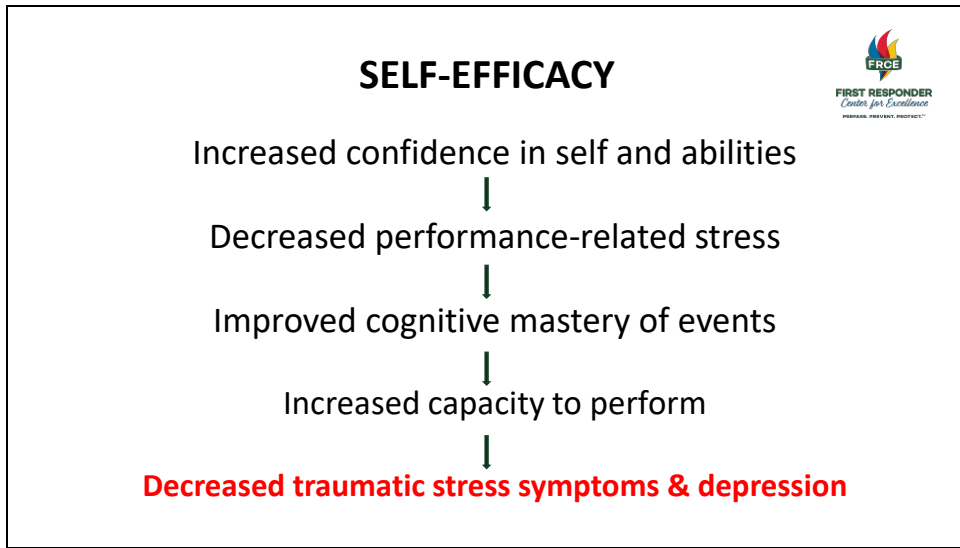 SELF-EFFICACY
FRCE
FIRST RESPONDER
Center for Excellence
PREPARE. PREVENT. PROTECT.™
Increased confidence in self and abilities
Decreased performance-related stress
Improved cognitive mastery of events
Increased capacity to perform
Decreased traumatic stress symptoms & depression